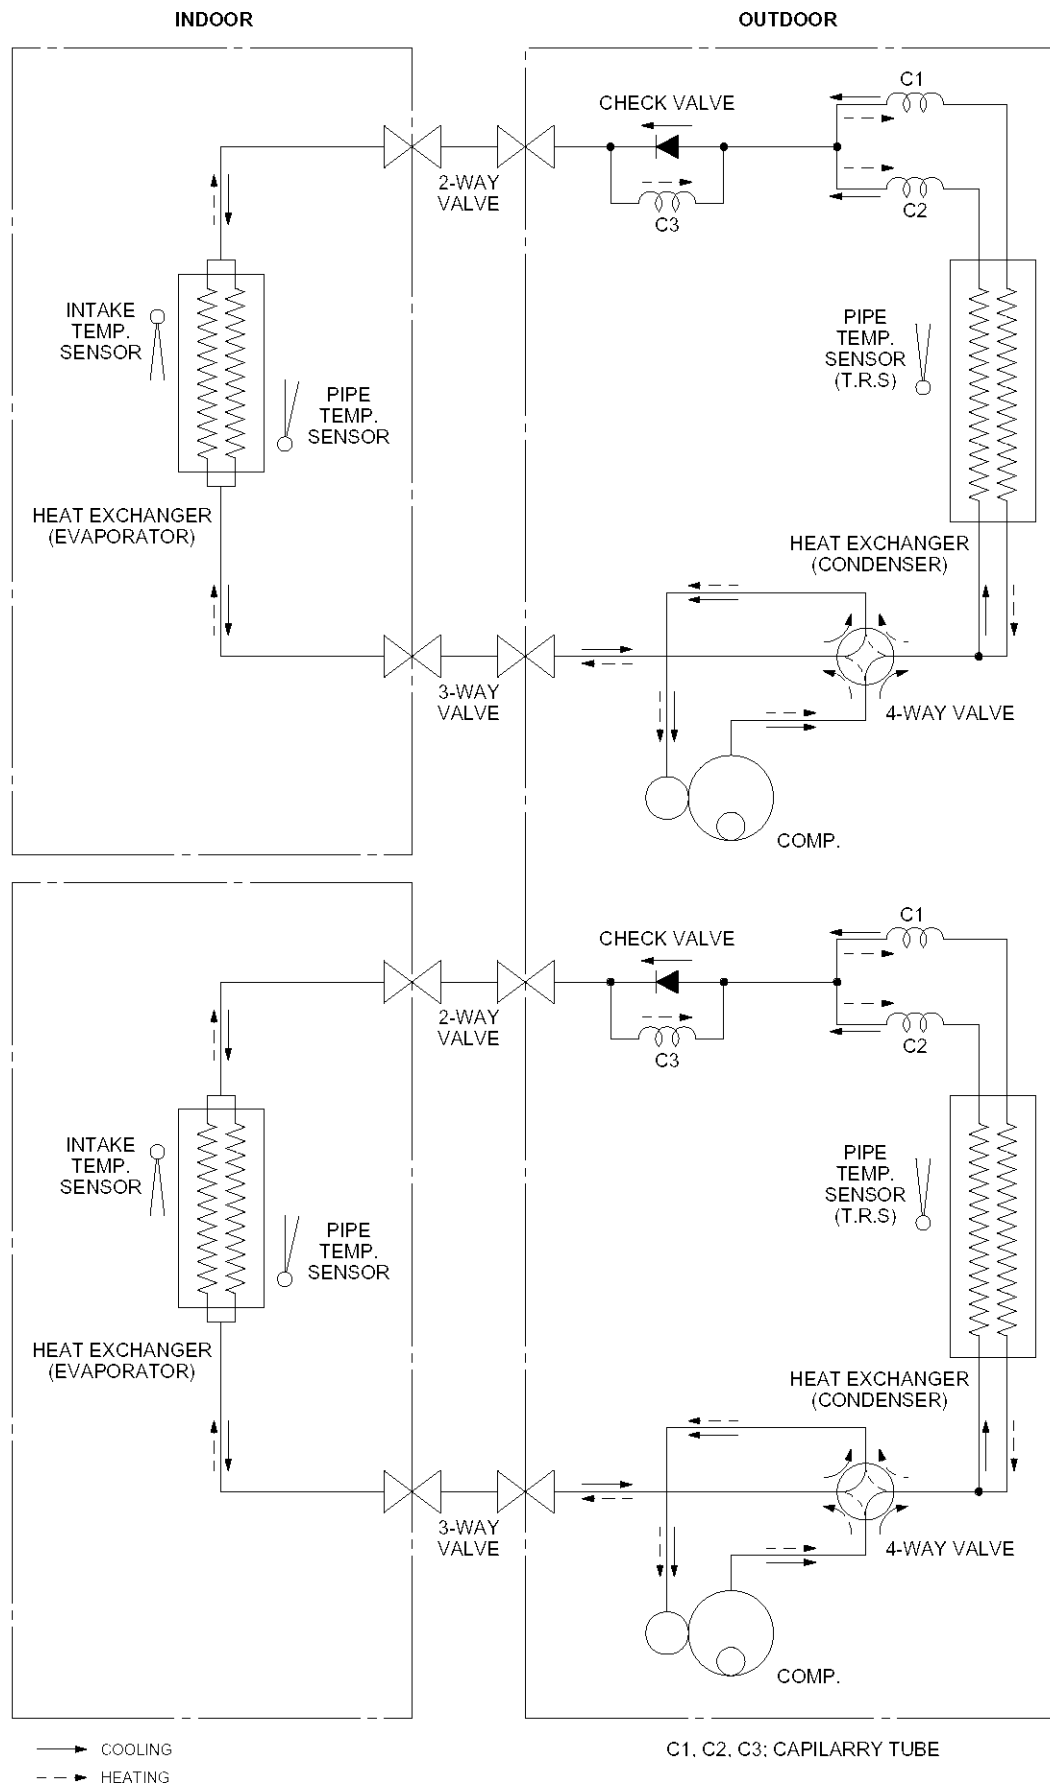 INDOOR
OUTDOOR
C1
CHECK VALVE
2-WAY
VALVE
C3
C2
INTAKE
TEMP.
SENSOR
PIPE
TEMP.
SENSOR
PIPE
TEMP.
SENSOR
(T.R.S)
HEAT EXCHANGER
(EVAPORATOR)
HEAT EXCHANGER
(CONDENSER)
3-WAY
VALVE
4-WAY VALVE
COMP.
C1
CHECK VALVE
2-WAY
VALVE
C3
C2
INTAKE
TEMP.
SENSOR
PIPE
TEMP.
SENSOR
PIPE
TEMP.
SENSOR
(T.R.S)
HEAT EXCHANGER
(EVAPORATOR)
HEAT EXCHANGER
(CONDENSER)
3-WAY
VALVE
4-WAY VALVE
COMP.
COOLING
HEATING
C1, C2, C3; CAPILARRY TUBE